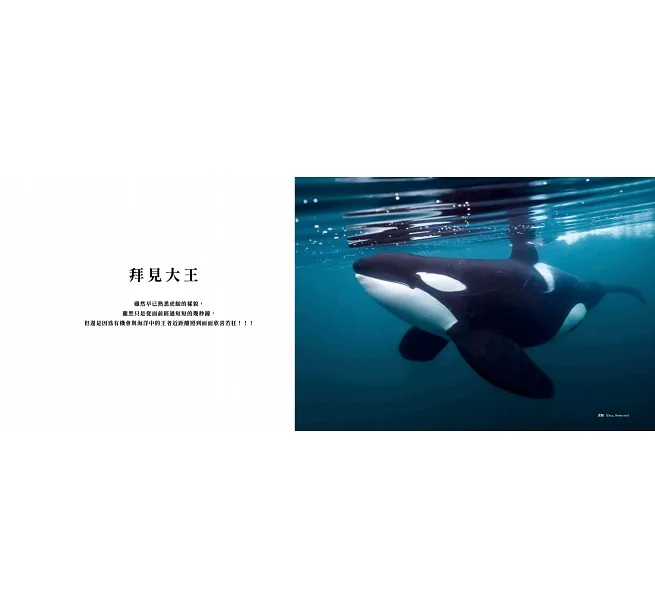 拜見大王
雖然早已熟悉虎鯨的樣貌，
雖然只是從面前經過短短的幾秒鐘，
但還是因為有機會與海洋中的王者近距離照到面而欣喜若狂！！！